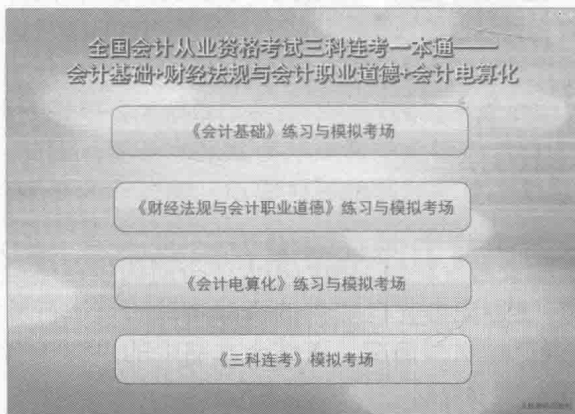 全国会计从业资格考试三科连考一本通——
会计基础+财经法规与会计职业道德+会计电算化
《会计基础》练习与模拟考场
《财经法规与会计职业道德》练习与模拟考场
《会计电算化》练习与模拟考场
《三科连考》模拟考场